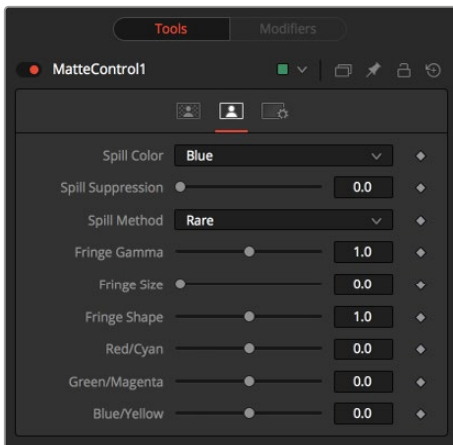 Tools Modifiers
MatteControl1
Spill Color Blue
Spill Suppression 0.0
Spill Method Rare
Fringe Gamma 1.0
Fringe Size 0.0
Fringe Shape 1.0
Red/Cyan 0.0
Green/Magenta 0.0
Blue/Yellow 0.0